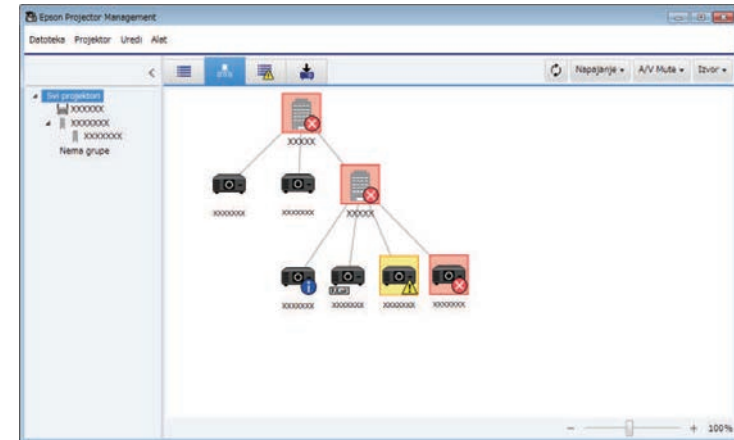 Epson Projector Management
Datoteka Projektor Uredi Alat
Napajanje A/V Mute Izvor
Svi projektori
XXXXXX
XXXXXXX
XXXXXXX
Nema grupe
XXXXX
XXXXXXX XXXXXXX XXXXX
XXXXXXX XXXXXXX XXXXXXX XXXXXXX
- + 100%